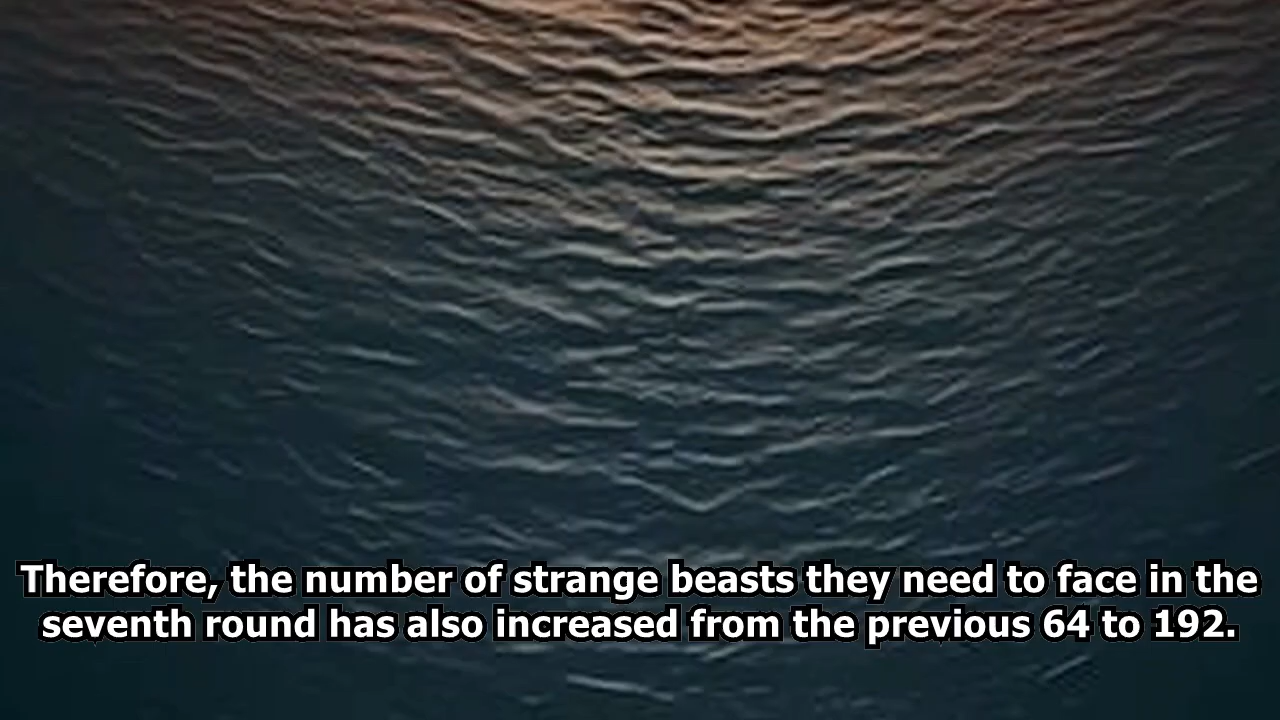 Therefore, the number of strange beasts they need to face in the
seventh round has also increased from the previous 64 to 192.